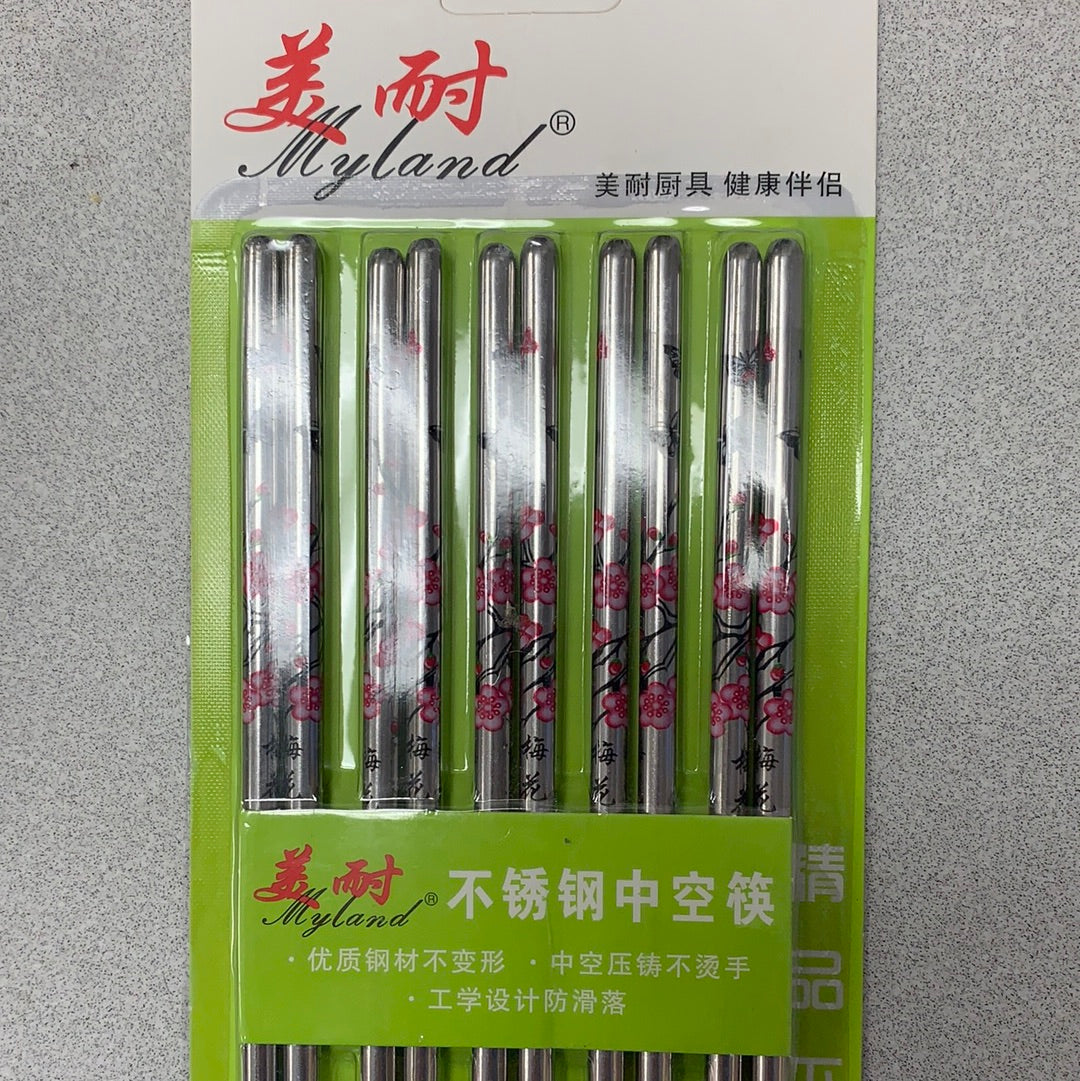 美耐
Myland®
美耐厨具 健康伴侣
梅花
梅
梅花
梅花
梅花
美耐
Myland®
不锈钢中空筷
·优质钢材不变形 ·中空压铸不烫手
·工学设计防滑落
精品